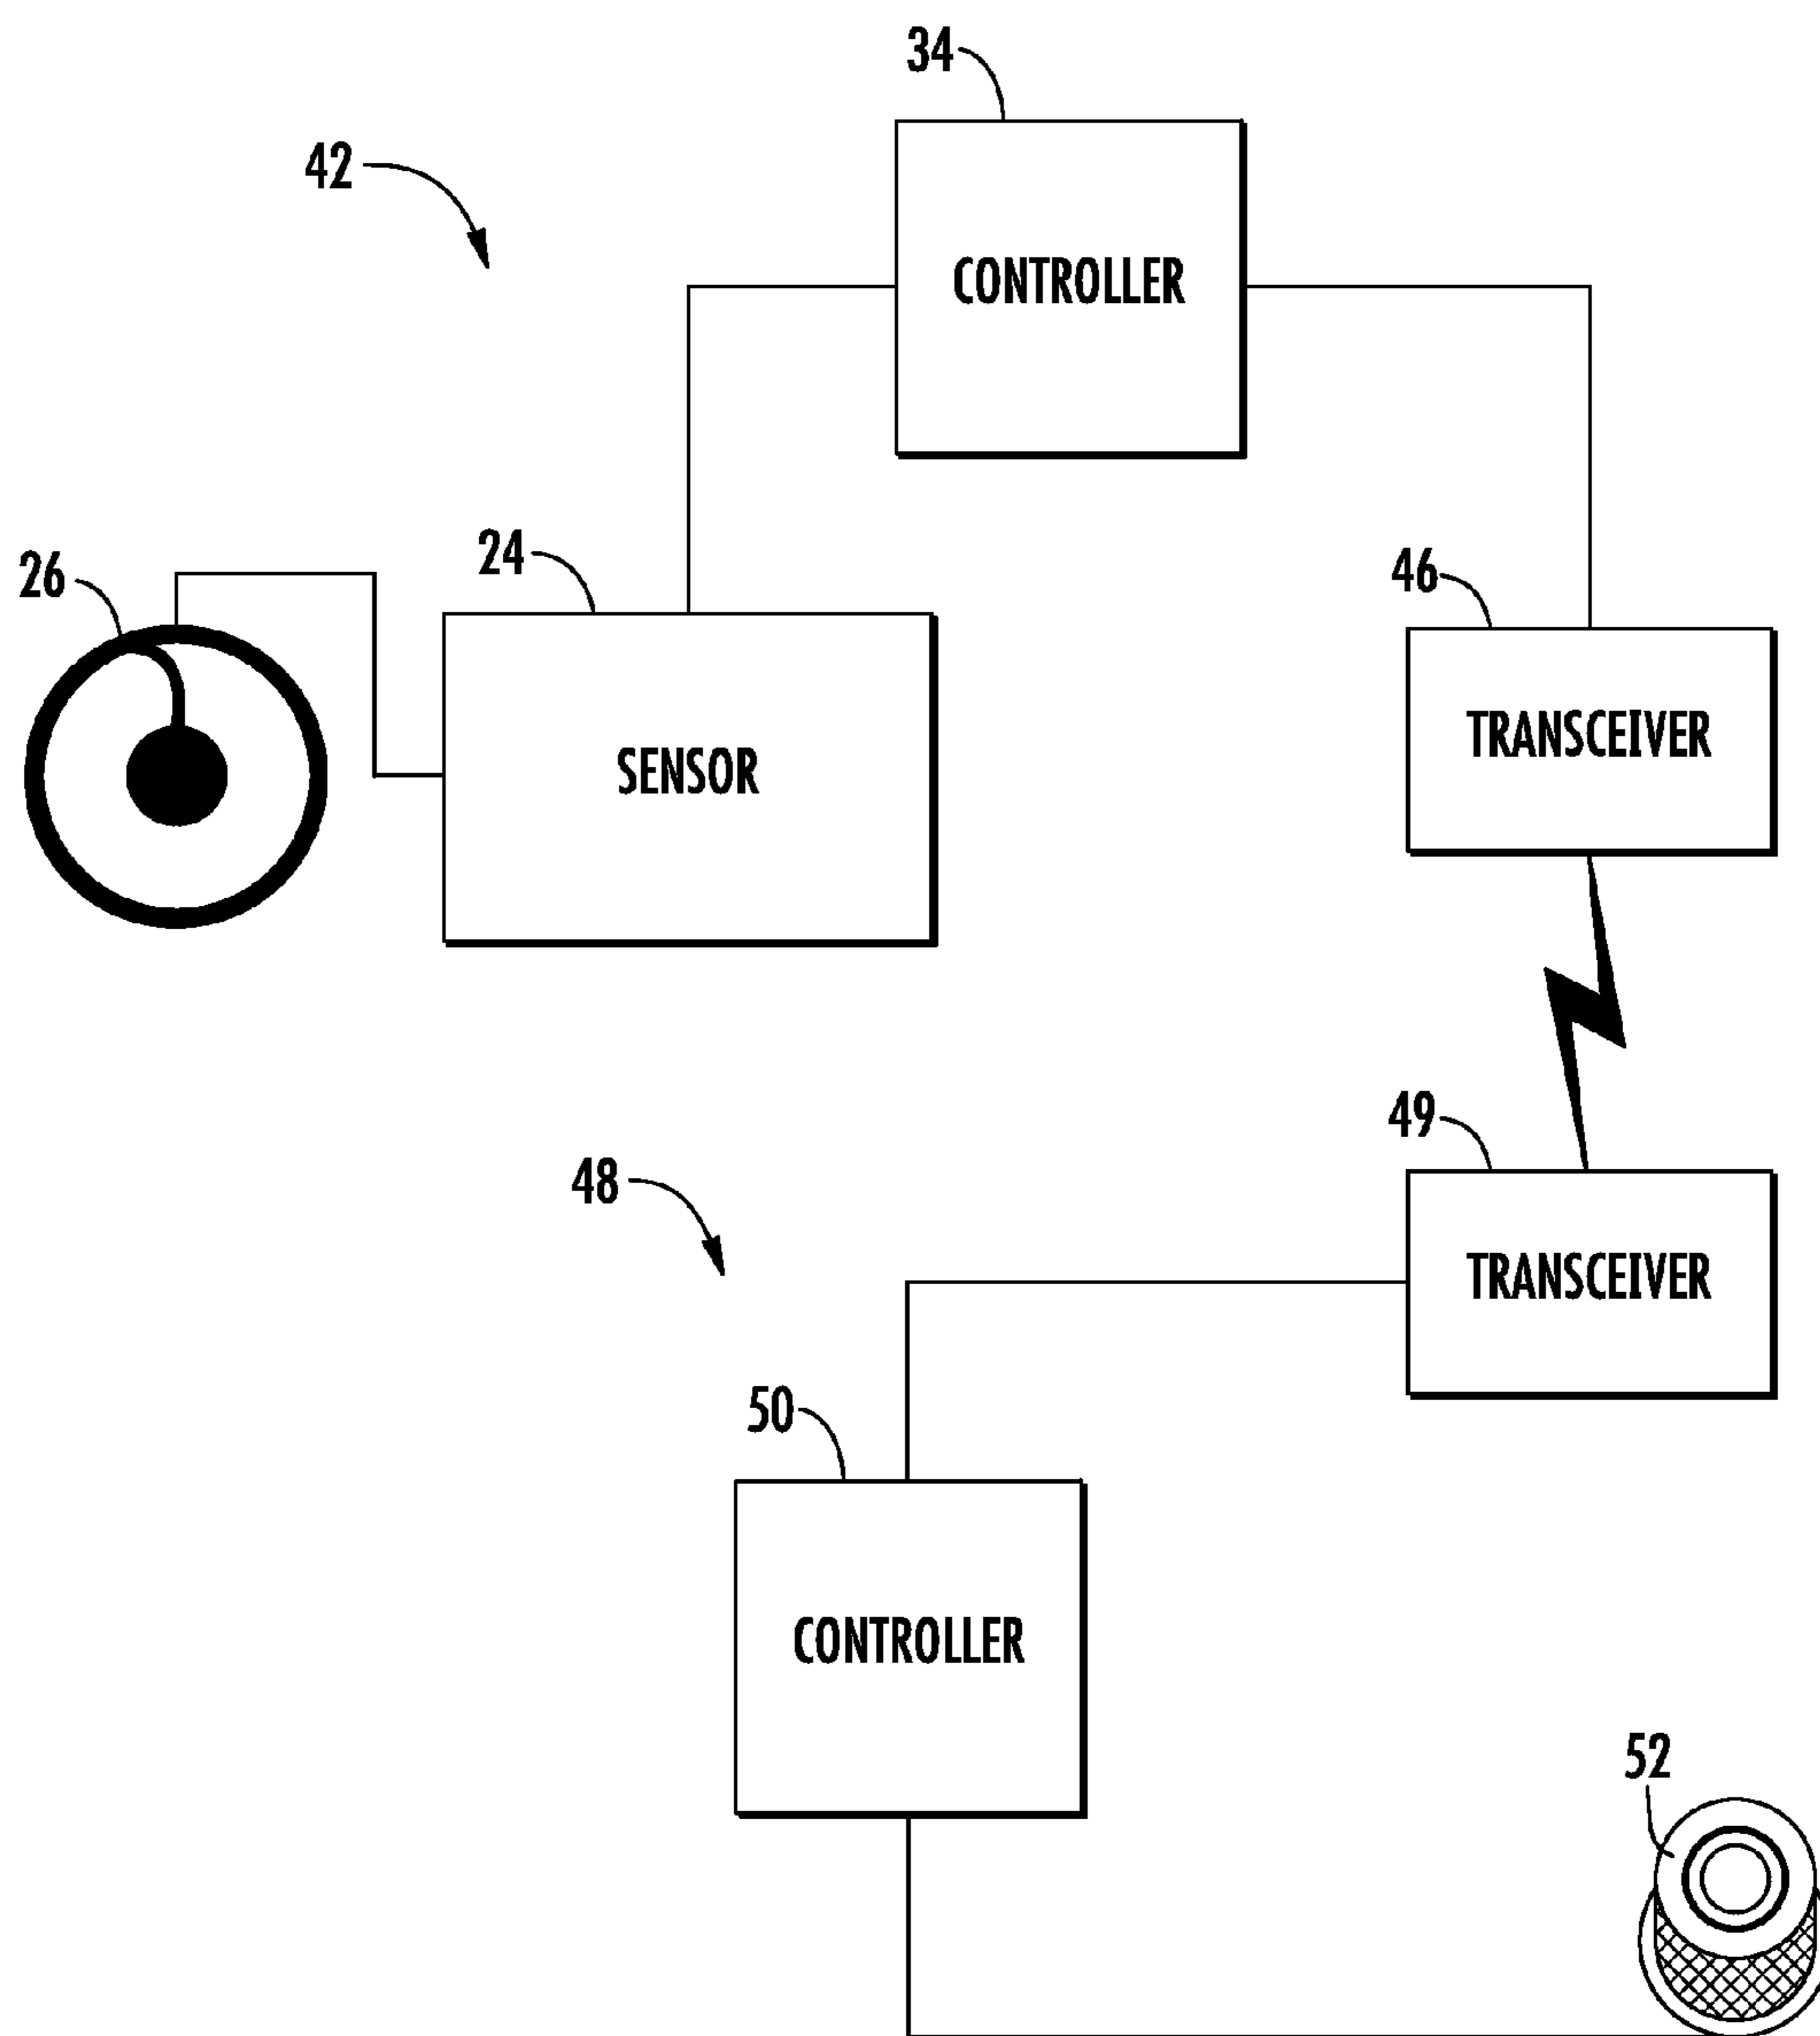 34
42
CONTROLLER
24
26
46
TRANSCEIVER
SENSOR
49
48
TRANSCEIVER
50
CONTROLLER
52